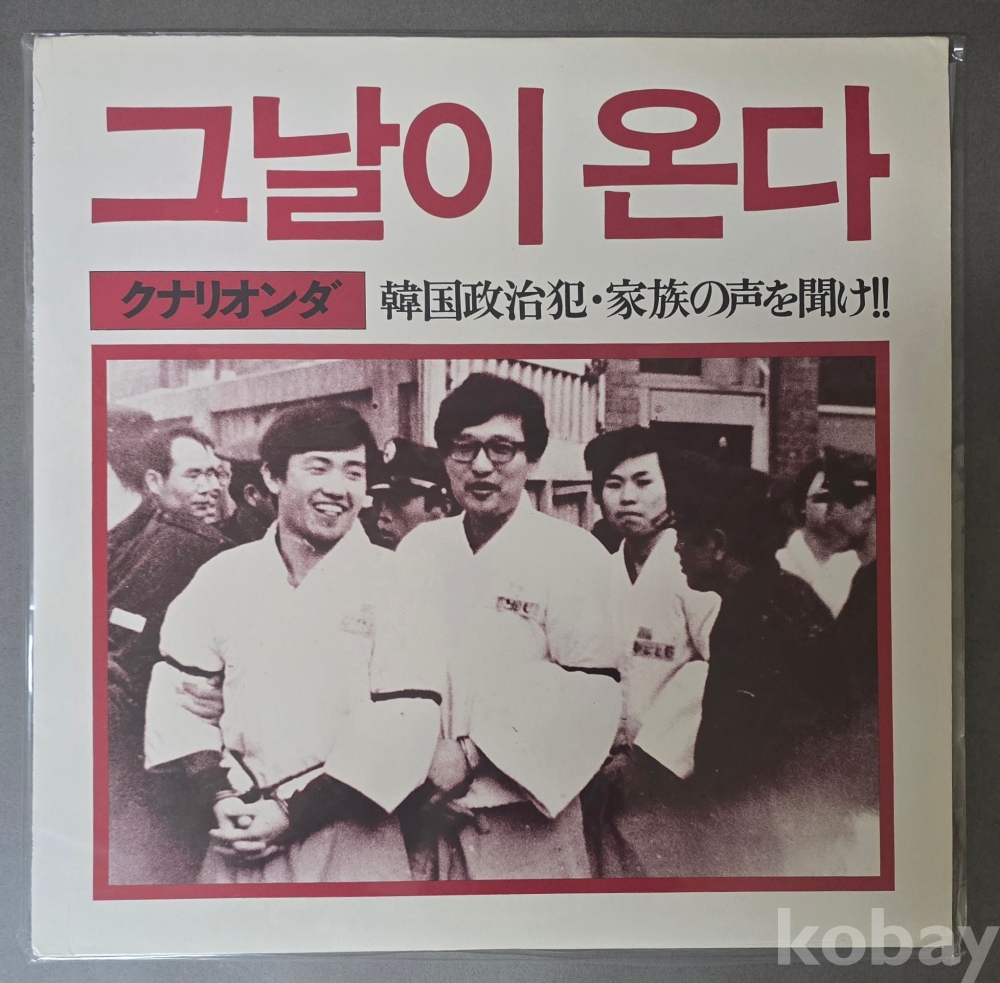 그날이 온다
クナリオンダ 韓国政治犯・家族の声を聞け!!
kobay